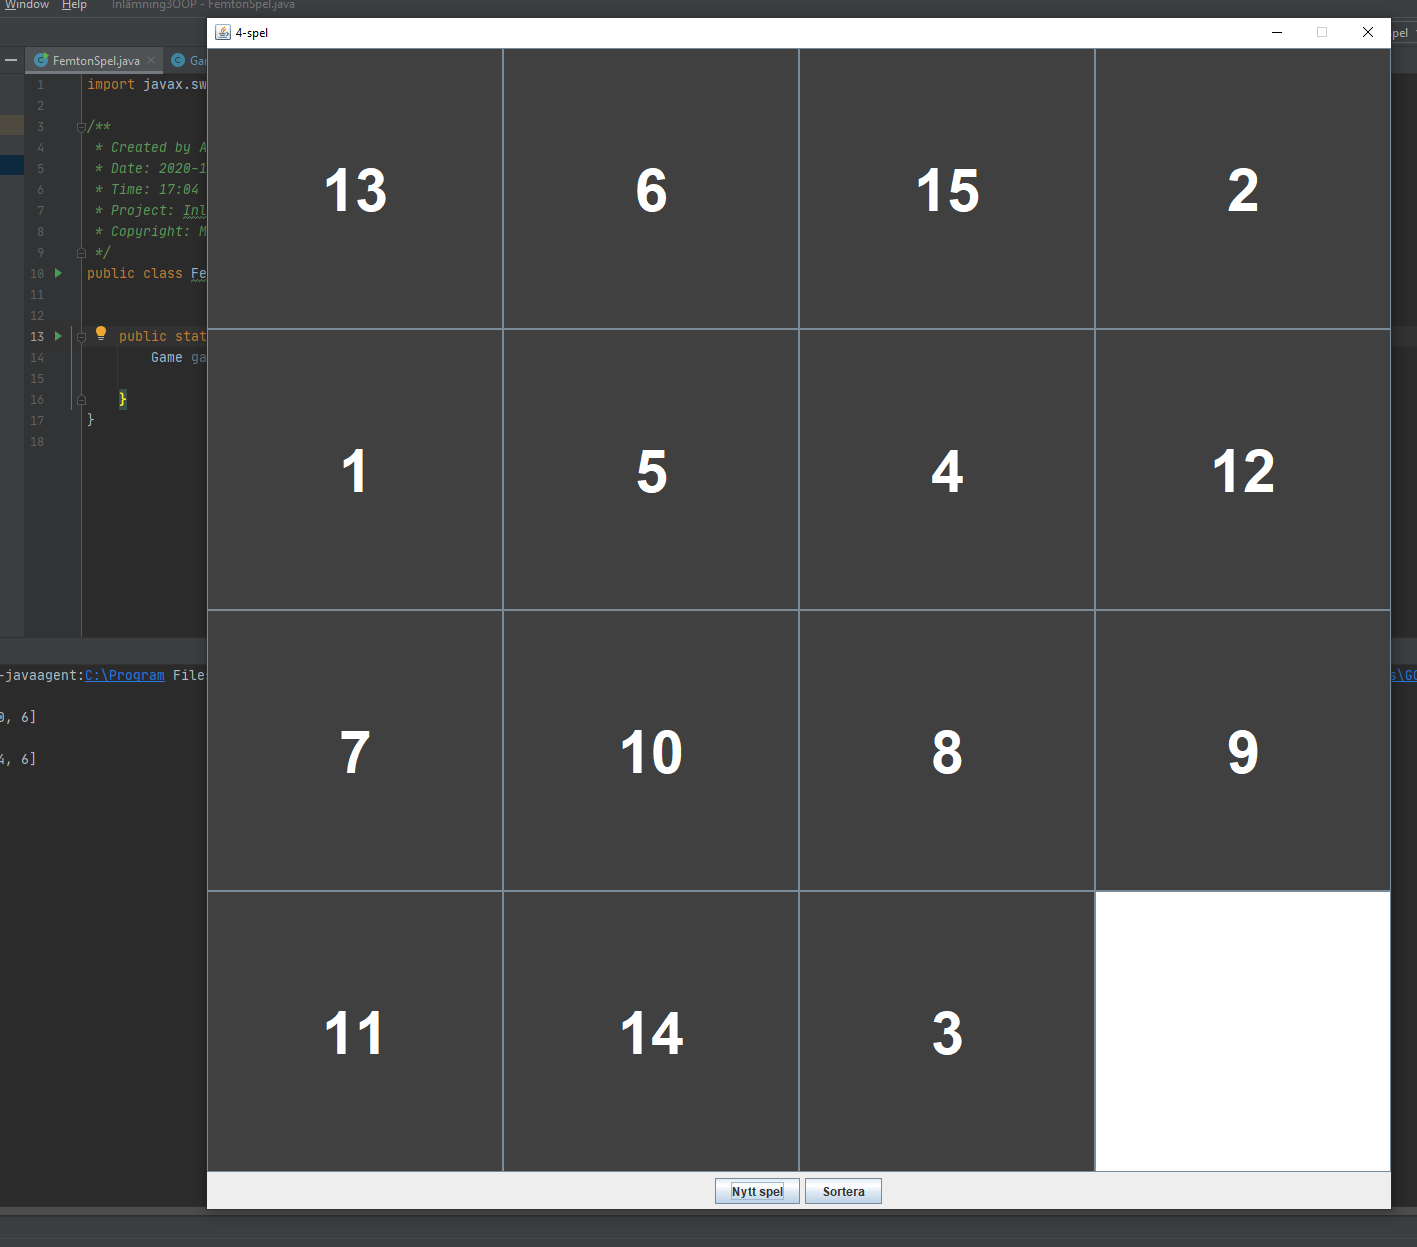 Window Help Inlämning3OOP - FemtonSpel.java
4-spel
pel
FemtonSpel.java
1 import javax.sw
2
3 /**
4 * Created by A
5 * Date: 2020-1
6 * Time: 17:04
7 * Project: Inl
8 * Copyright: M
9 */
10 public class Fe
11
12
13 public stat
14 Game ga
15
16 }
17 }
18
-javaagent:C:\Program File
s\GO
, 6]
4, 6]
13 6 15 2
1 5 4 12
7 10 8 9
11 14 3
Nytt spel Sortera